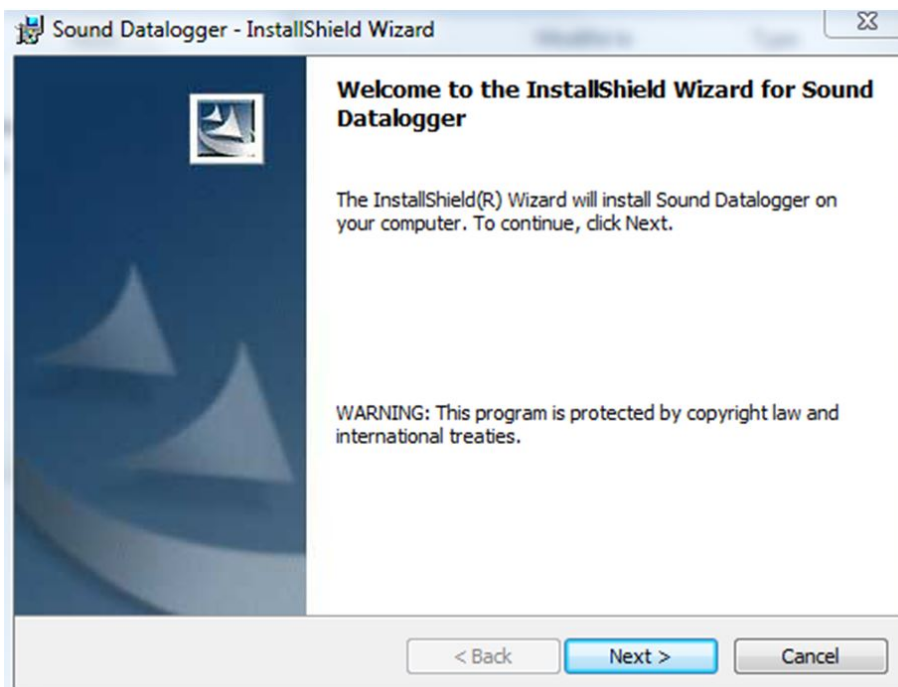 Sound Datalogger - InstallShield Wizard
Welcome to the InstallShield Wizard for Sound
Datalogger
The InstallShield(R) Wizard will install Sound Datalogger on
your computer. To continue, click Next.
WARNING: This program is protected by copyright law and
international treaties.
< Back
Next >
Cancel